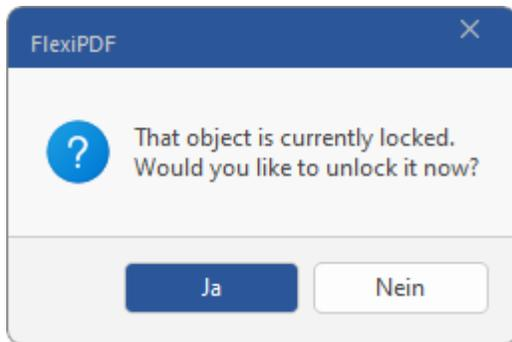 FlexiPDF
That object is currently locked.
Would you like to unlock it now?
Ja
Nein